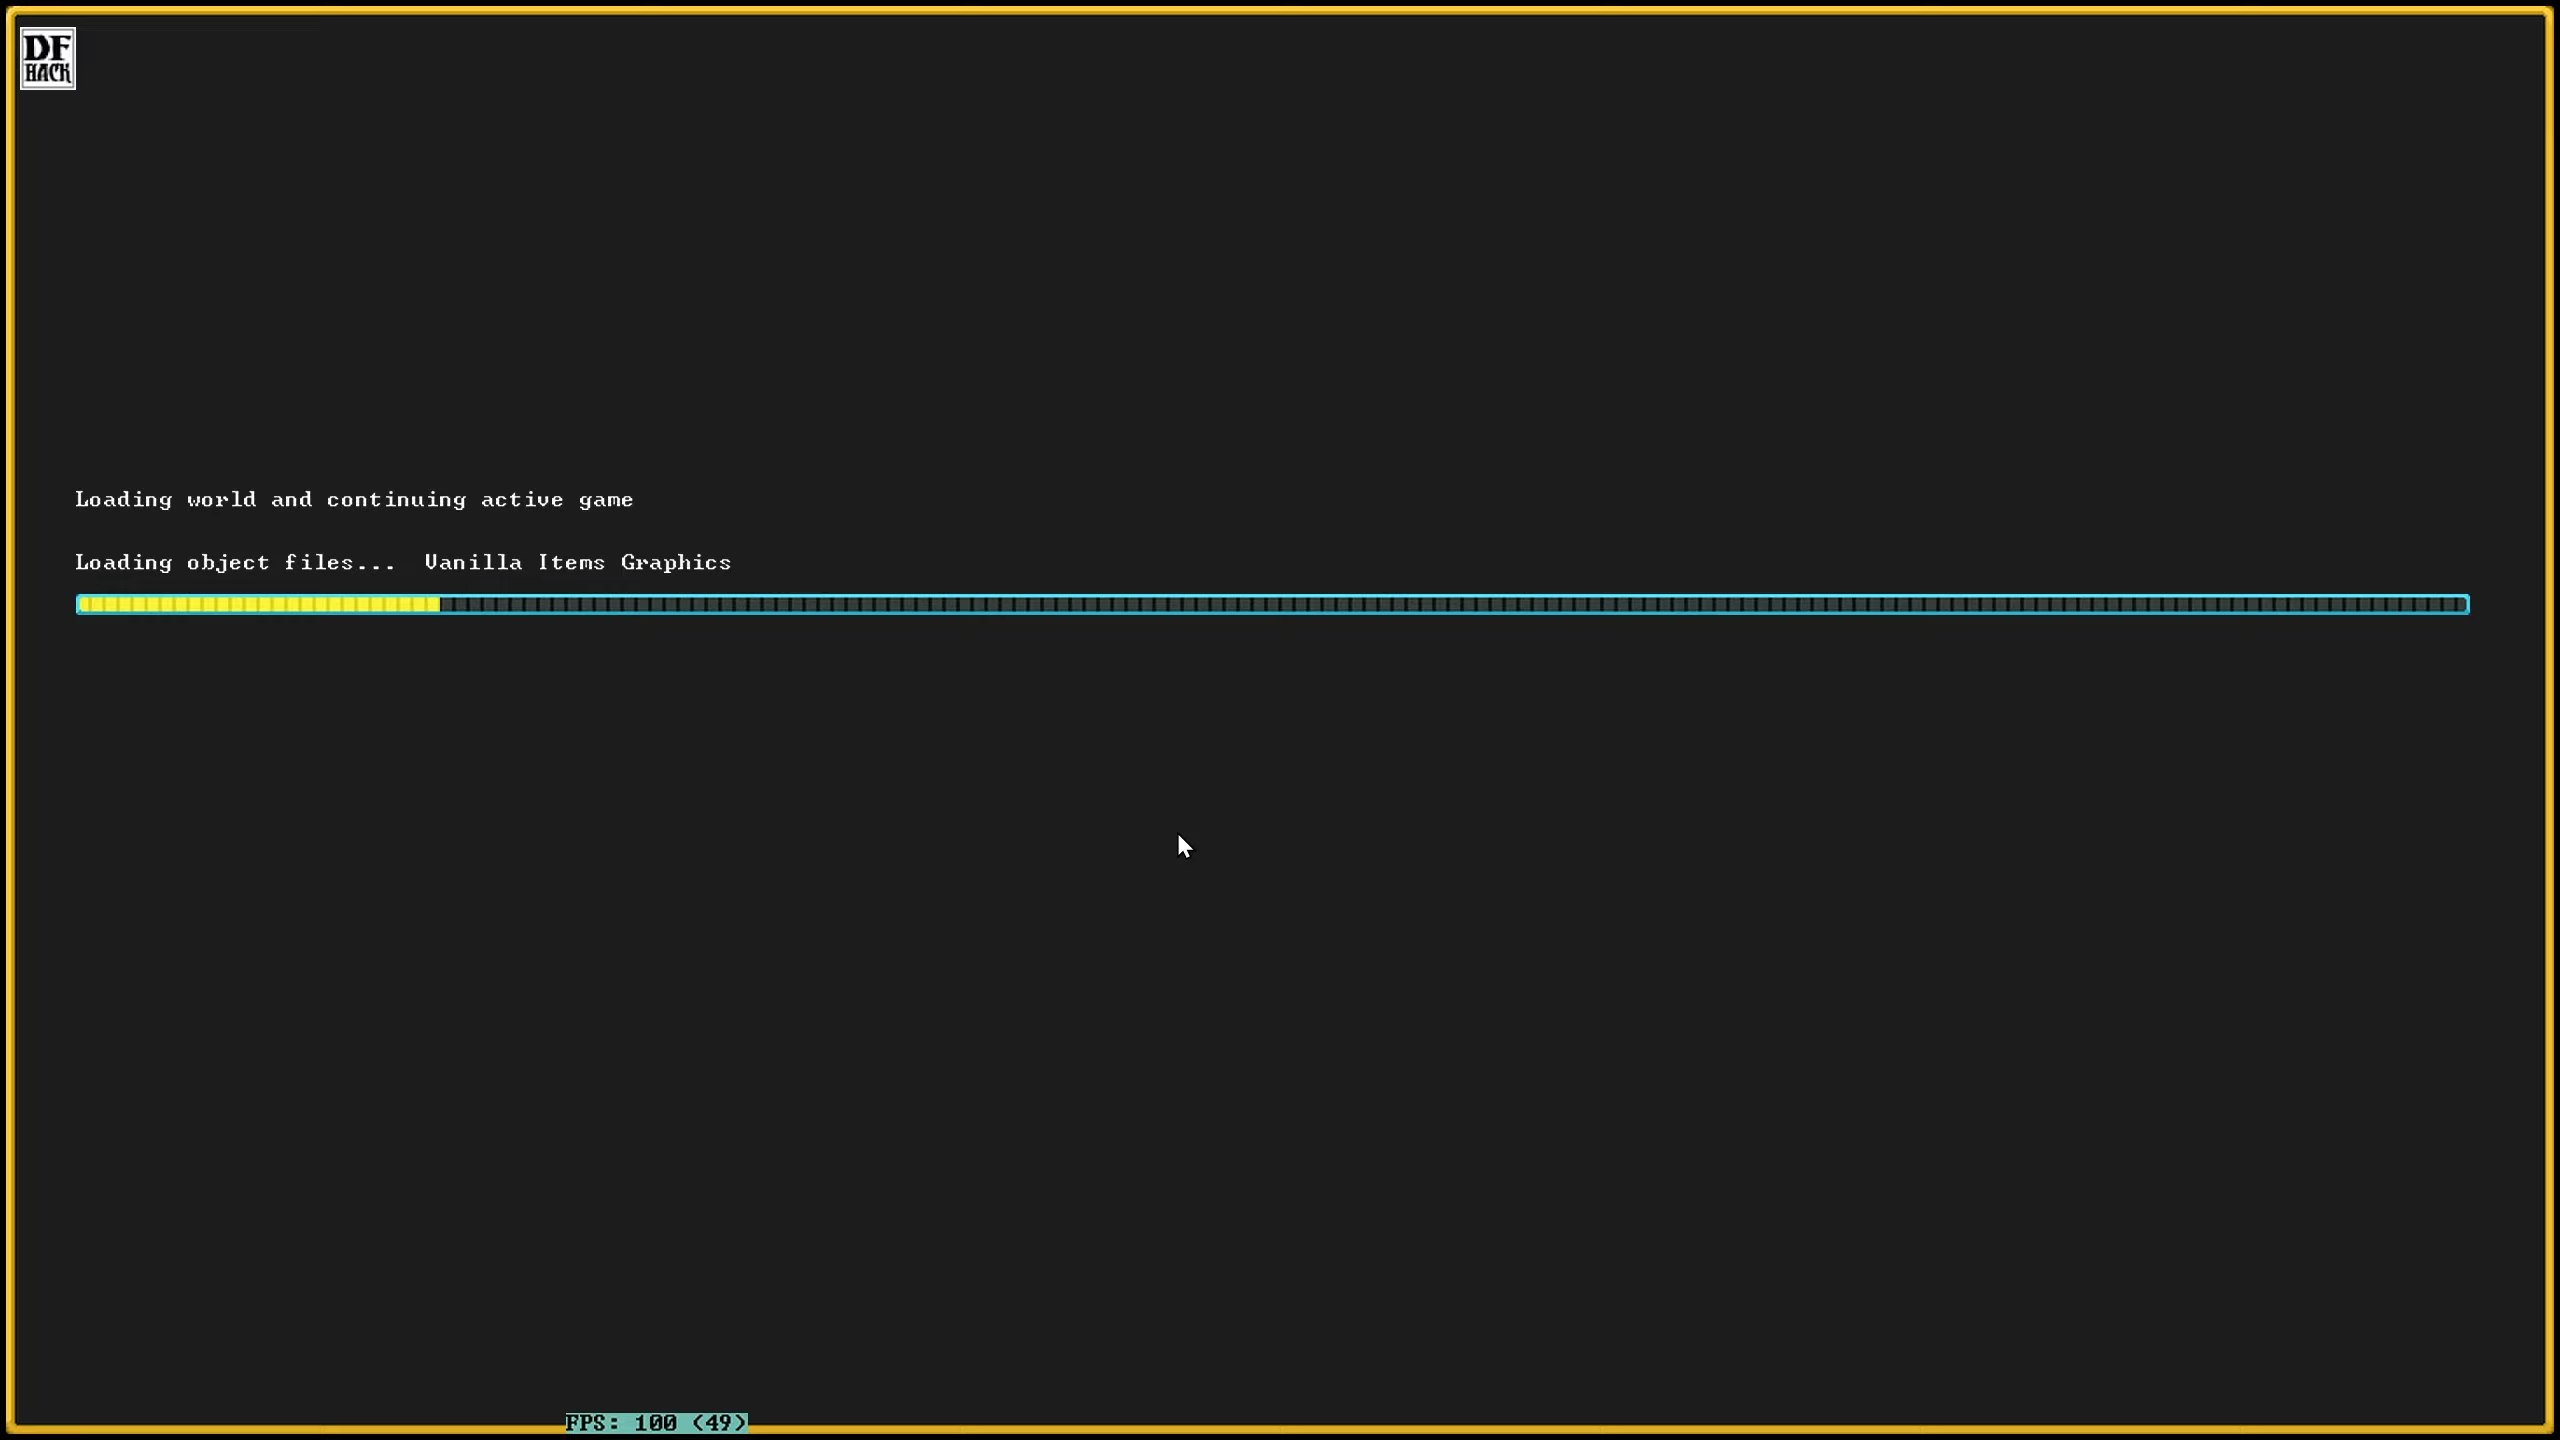 DF
HACK
Loading world and continuing active game
Loading object files...  Vanilla Items Graphics
FPS: 100 (49)